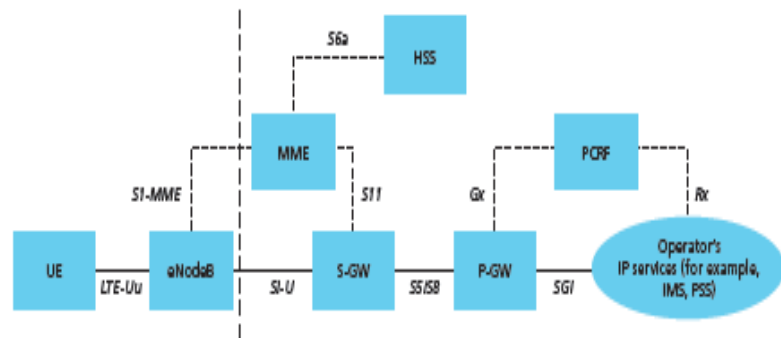 S6a
HSS
MME
PCRF
S1-MME
S11
Gx
Rx
UE
eNodeB
S-GW
P-GW
Operator's
IP services (for example,
IMS, PSS)
LTE-Uu
SI-U
S5/S8
SGI